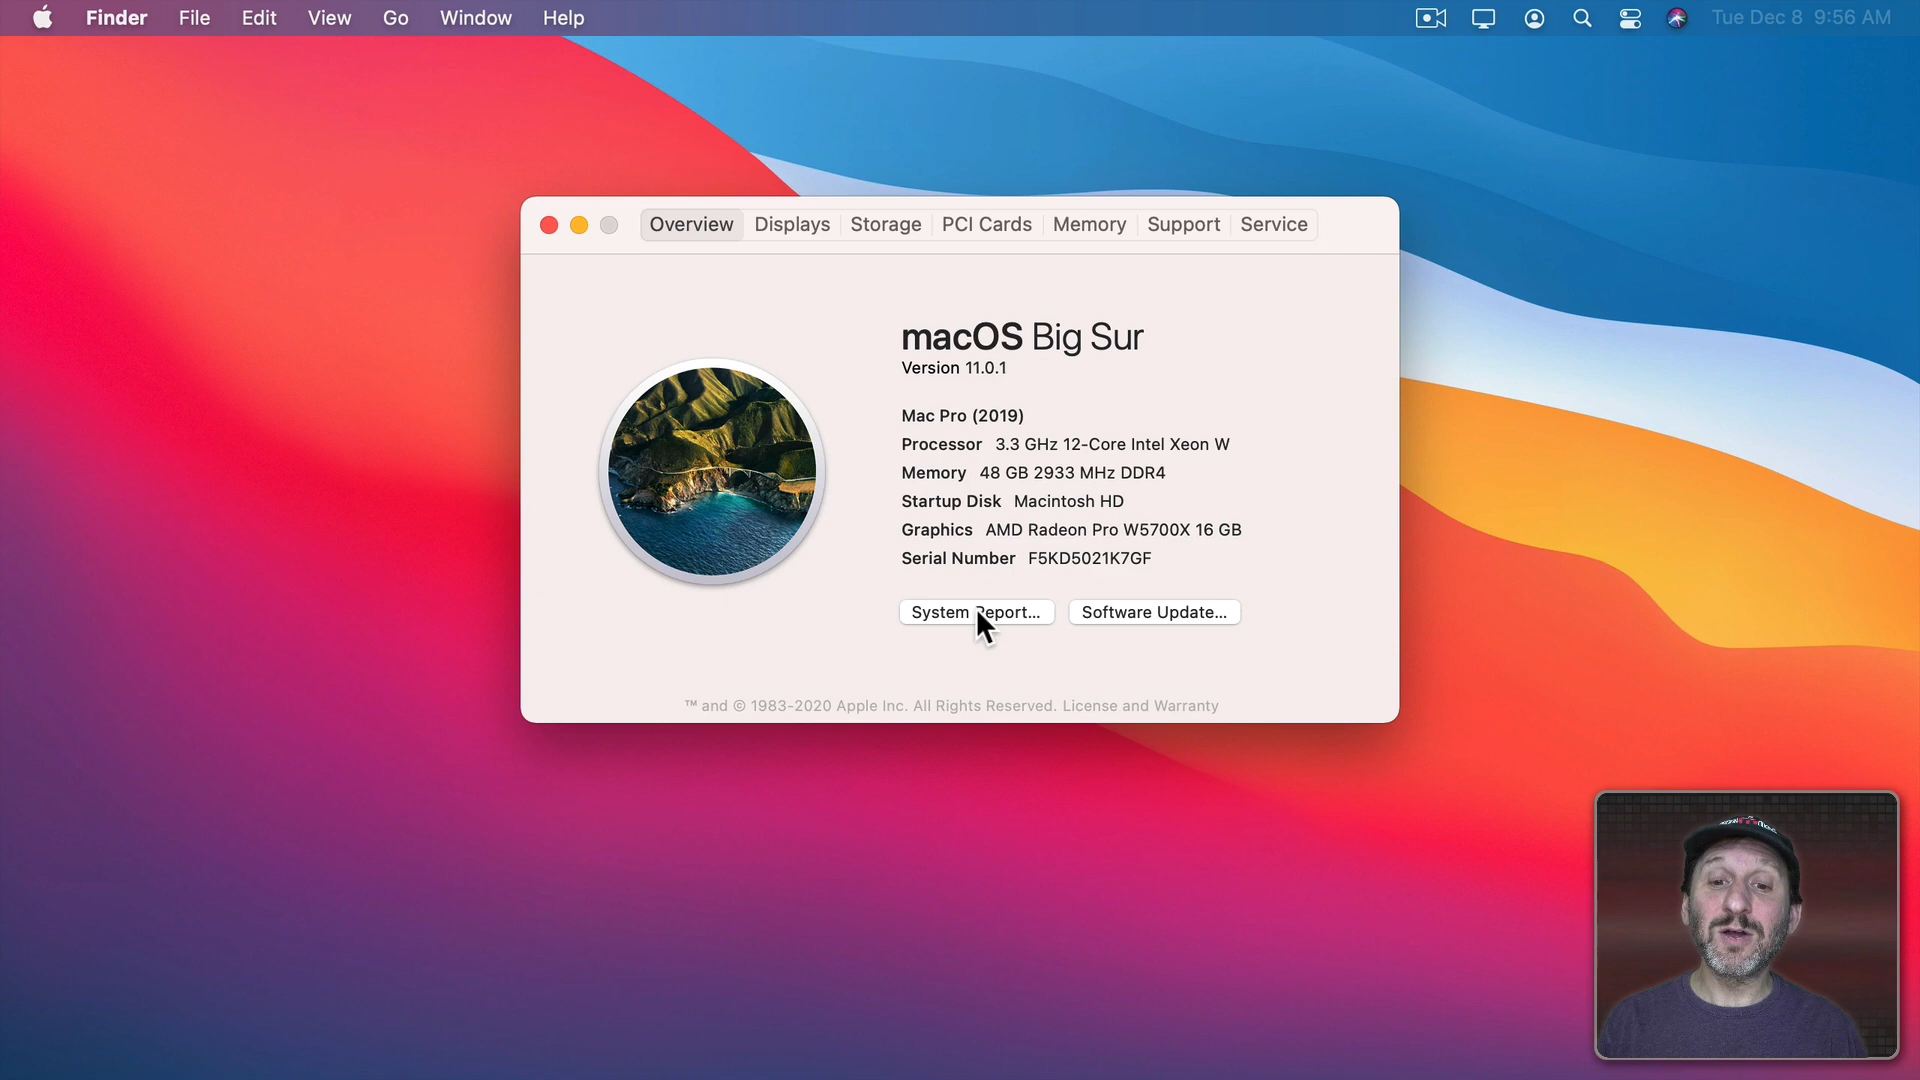 Finder File Edit View Go Window Help Tue Dec 8 9:56 AM
Overview Displays Storage PCI Cards Memory Support Service
macOS Big Sur
Version 11.0.1
Mac Pro (2019)
Processor 3.3 GHz 12-Core Intel Xeon W
Memory 48 GB 2933 MHz DDR4
Startup Disk Macintosh HD
Graphics AMD Radeon Pro W5700X 16 GB
Serial Number F5KD5021K7GF
System Report... Software Update...
™ and © 1983-2020 Apple Inc. All Rights Reserved. License and Warranty